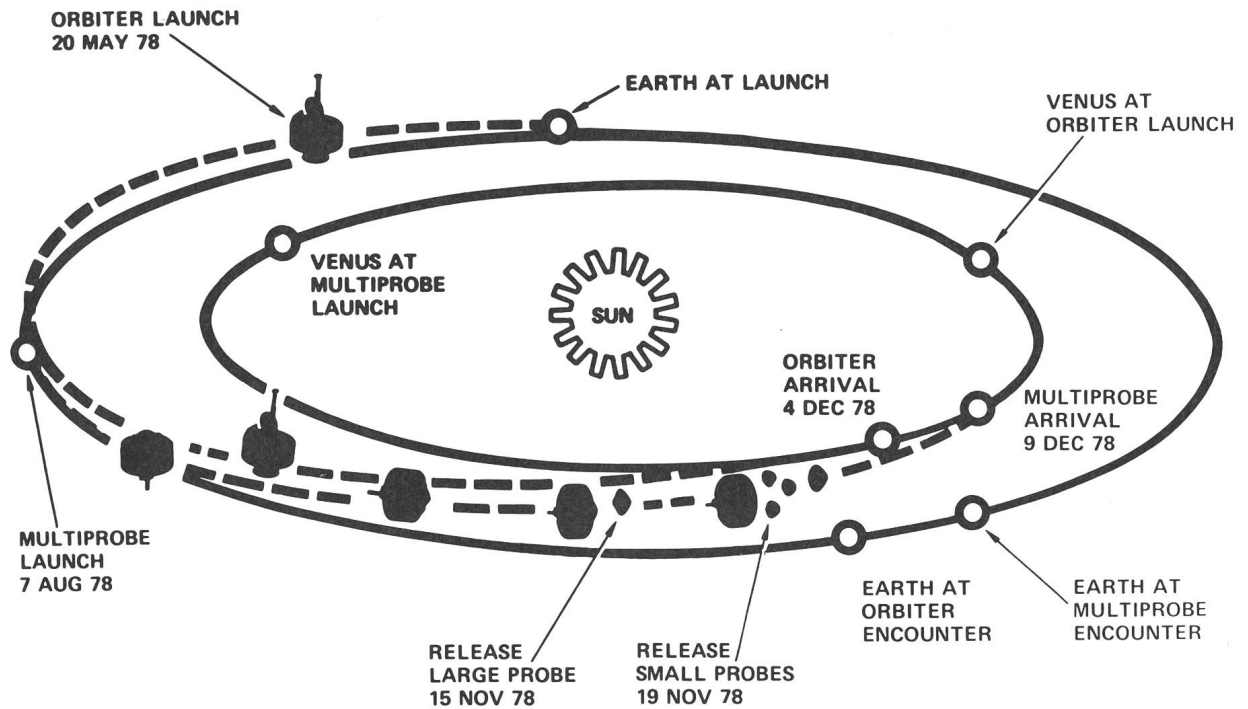 ORBITER LAUNCH
20 MAY 78
EARTH AT LAUNCH
VENUS AT
ORBITER LAUNCH
VENUS AT
MULTIPROBE
LAUNCH
SUN
ORBITER
ARRIVAL
4 DEC 78
MULTIPROBE
ARRIVAL
9 DEC 78
MULTIPROBE
LAUNCH
7 AUG 78
EARTH AT
ORBITER
ENCOUNTER
EARTH AT
MULTIPROBE
ENCOUNTER
RELEASE
LARGE PROBE
15 NOV 78
RELEASE
SMALL PROBES
19 NOV 78